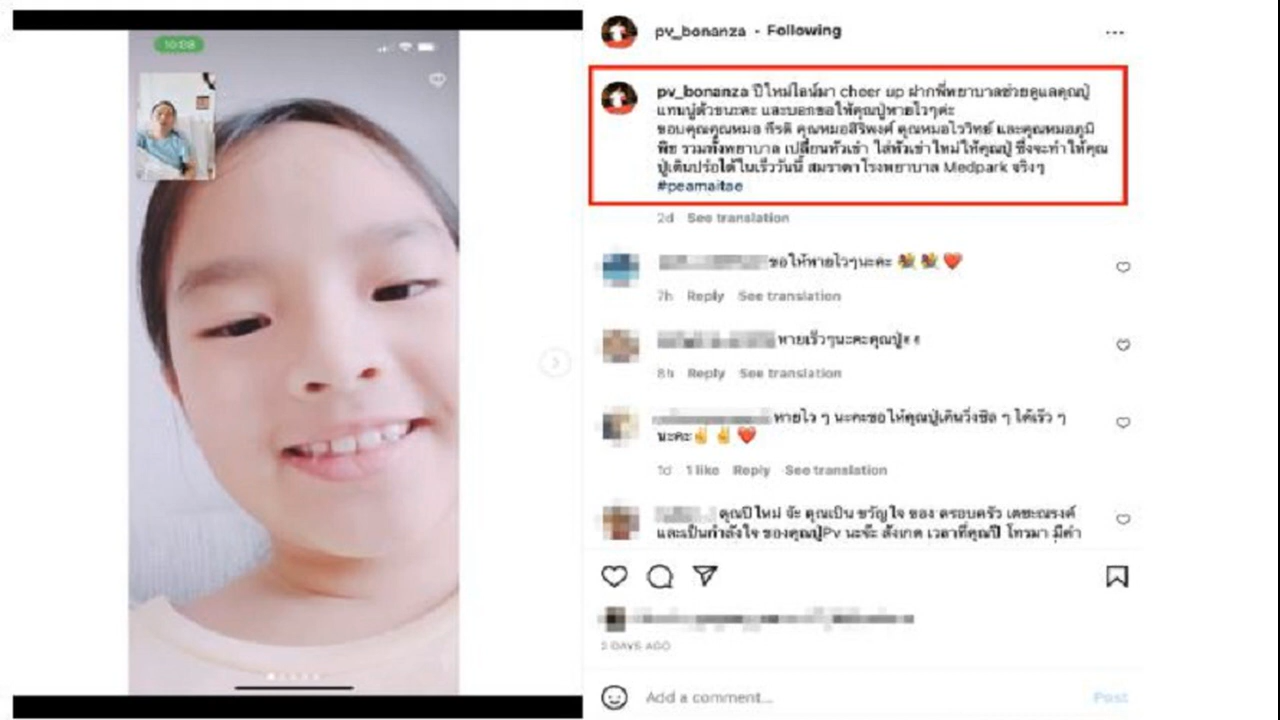 10:08
pv_bonanza • Following
pv_bonanza ปีใหม่ไลน์มา cheer up ฝากพี่พยาบาลช่วยดูแลคุณปู่
แทนนู่ด้วยนะคะ และบอกขอให้คุณปู่หายไวๆค่ะ
ขอบคุณคุณหมอ กีรติ คุณหมอสิริพงศ์ คุณหมอไรวิทย์ และคุณหมอภูมิ
พิช รวมทั้งพยาบาล เปลี่ยนหัวเข่า ใส่หัวเข่าใหม่ให้คุณปู่ ซึ่งจะทำให้คุณ
ปู่เดินปร๋อได้ในเร็ววันนี้ สมราคาโรงพยาบาล Medpark จริงๆ
#peamaitae
2d See translation
ขอให้หายไวๆนะคะ
7h Reply See translation
หายเร็วๆนะคะคุณปู่
8h Reply See translation
หายไว ๆ นะคะขอให้คุณปู่เดินวิ่งชิล ๆ ได้เร็ว ๆ
นะคะ✌️✌️❤️
1d 1 like Reply See translation
คุณปีใหม่ จ๊ะ คุณเป็น ขวัญใจ ของ ครอบครัว เตชะณรงค์
และเป็นกำลังใจ ของคุณปู่Pv นะจ๊ะ สังเกต เวลาที่คุณปี โทรมา มีคำ
2 DAYS AGO
Add a comment...
Post